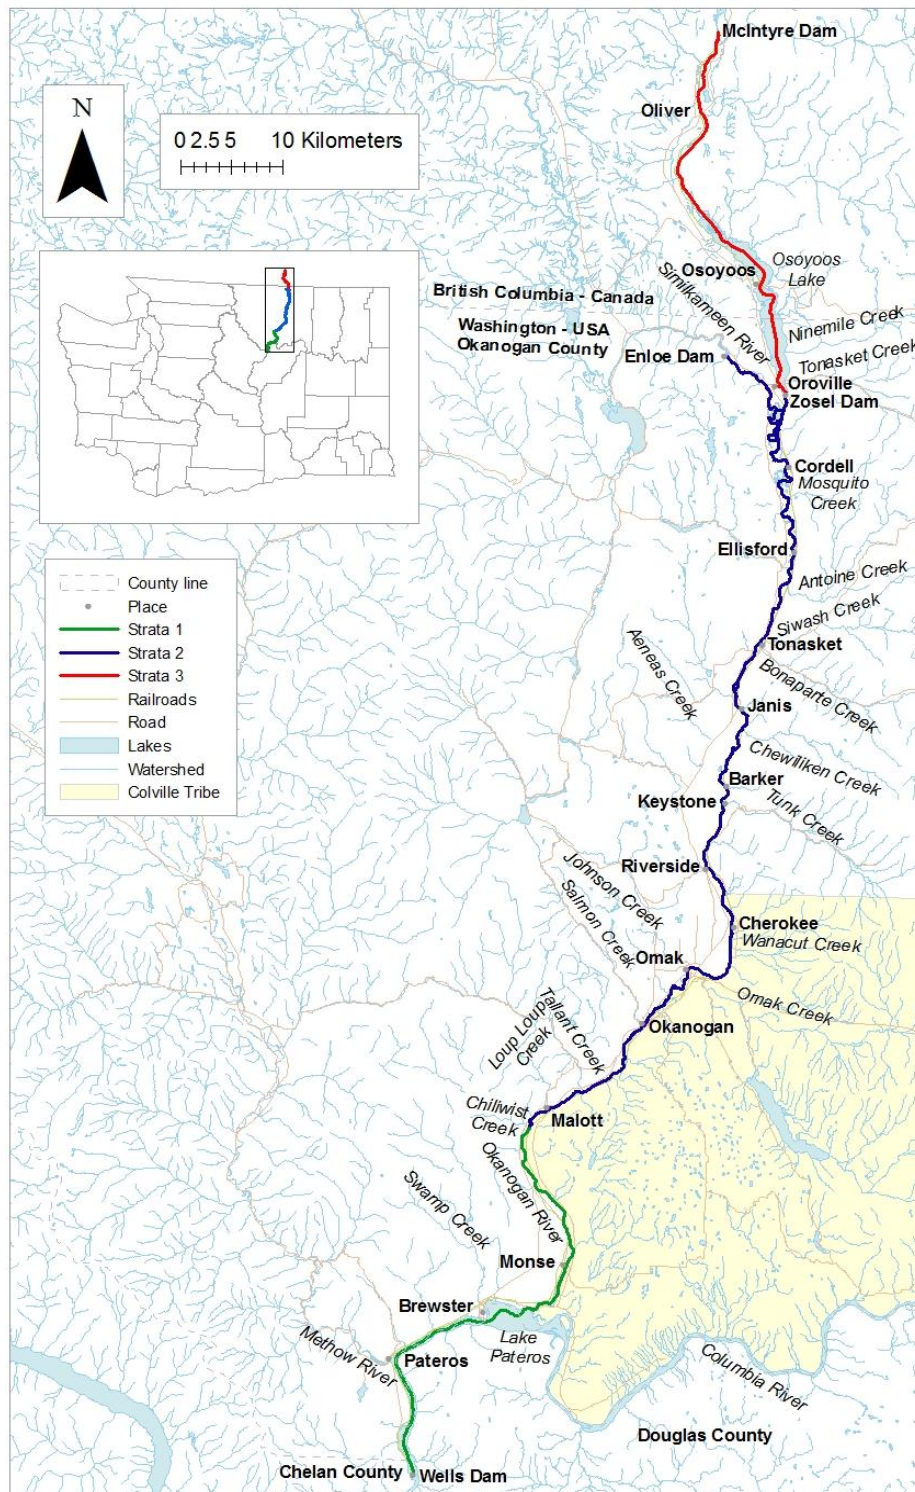 McIntyre Dam
N
0 2.5 5 10 Kilometers
Oliver
Osoyoos
Osoyoos
Lake
Similkameen River
British Columbia - Canada
Washington - USA
Okanogan County
Ninemile Creek
Enloe Dam
Tonasket Creek
Oroville
Zosel Dam
Cordell
Mosquito
Creek
Ellisford
Antoine Creek
Siwash Creek
Tonasket
Aeneas Creek
Bonaparte Creek
Janis
Chewiliken Creek
Barker
Keystone
Tunk Creek
Riverside
Johnson Creek
Salmon Creek
Cherokee
Wanacut Creek
Omak
Omak Creek
Okanogan
Tallant Creek
Loup Loup
Creek
Chiliwist
Creek
Malott
Okanogan River
Swamp Creek
Monse
Brewster
Lake
Pateros
Methow River
Pateros
Columbia River
Douglas County
Chelan County
Wells Dam
County line
Place
Strata 1
Strata 2
Strata 3
Railroads
Road
Lakes
Watershed
Colville Tribe